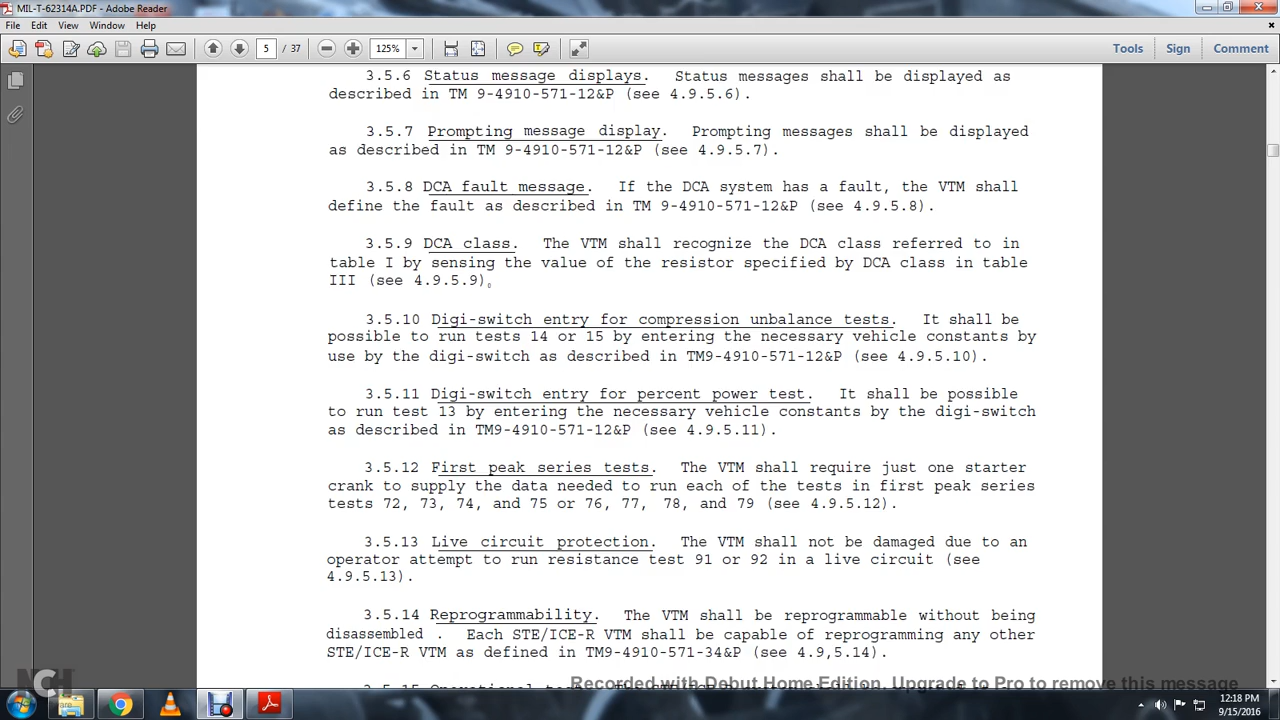 MIL-T-62314A.PDF - Adobe Reader
File Edit View Window Help
5 / 37 125% Tools Sign Comment
3.5.6 Status message displays. Status messages shall be displayed as
described in TM 9-4910-571-12&P (see 4.9.5.6).
3.5.7 Prompting message display. Prompting messages shall be displayed
as described in TM 9-4910-571-12&P (see 4.9.5.7).
3.5.8 DCA fault message. If the DCA system has a fault, the VTM shall
define the fault as described in TM 9-4910-571-12&P (see 4.9.5.8).
3.5.9 DCA class. The VTM shall recognize the DCA class referred to in
table I by sensing the value of the resistor specified by DCA class in table
III (see 4.9.5.9).
3.5.10 Digi-switch entry for compression unbalance tests. It shall be
possible to run tests 14 or 15 by entering the necessary vehicle constants by
use by the digi-switch as described in TM9-4910-571-12&P (see 4.9.5.10).
3.5.11 Digi-switch entry for percent power test. It shall be possible
to run test 13 by entering the necessary vehicle constants by the digi-switch
as described in TM9-4910-571-12&P (see 4.9.5.11).
3.5.12 First peak series tests. The VTM shall require just one starter
crank to supply the data needed to run each of the tests in first peak series
tests 72, 73, 74, and 75 or 76, 77, 78, and 79 (see 4.9.5.12).
3.5.13 Live circuit protection. The VTM shall not be damaged due to an
operator attempt to run resistance test 91 or 92 in a live circuit (see
4.9.5.13).
3.5.14 Reprogrammability. The VTM shall be reprogrammable without being
disassembled . Each STE/ICE-R VTM shall be capable of reprogramming any other
STE/ICE-R VTM as defined in TM9-4910-571-34&P (see 4.9,5.14).
3.5.15 Operational
Recorded with Debut Home Edition. Upgrade to Pro to remove this message
NCH
12:18 PM
9/15/2016